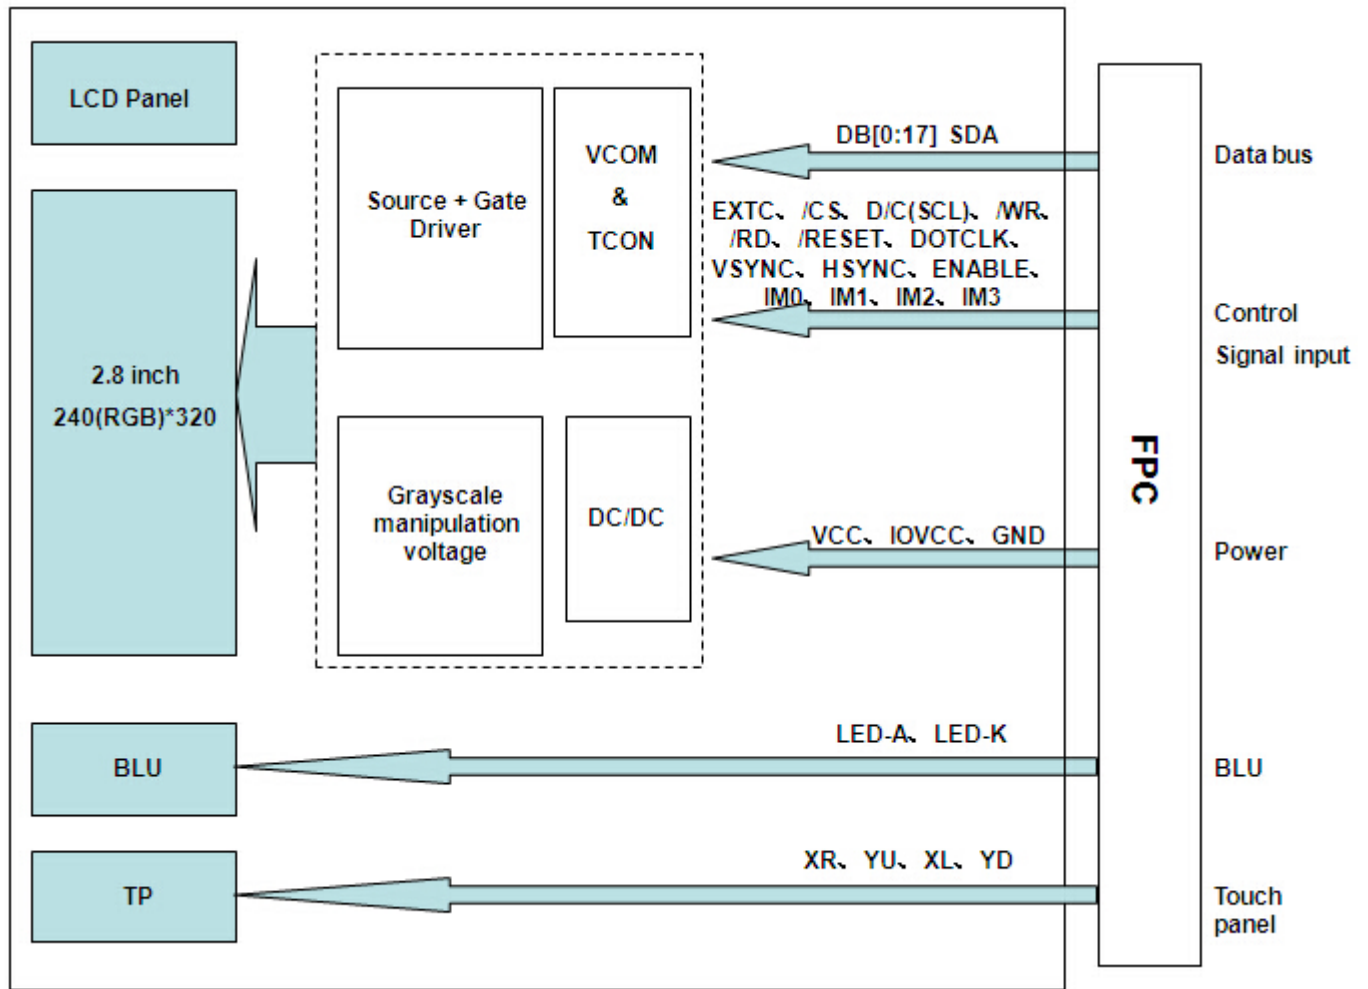 LCD Panel
2.8 inch
240(RGB)*320
Source + Gate
Driver
VCOM
&
TCON
Grayscale
manipulation
voltage
DC/DC
DB[0:17] SDA
EXTC、/CS、D/C(SCL)、/WR、
/RD、/RESET、DOTCLK、
VSYNC、HSYNC、ENABLE、
IM0、IM1、IM2、IM3
VCC、IOVCC、GND
LED-A、LED-K
XR、YU、XL、YD
BLU
TP
FPC
Data bus
Control
Signal input
Power
BLU
Touch
panel